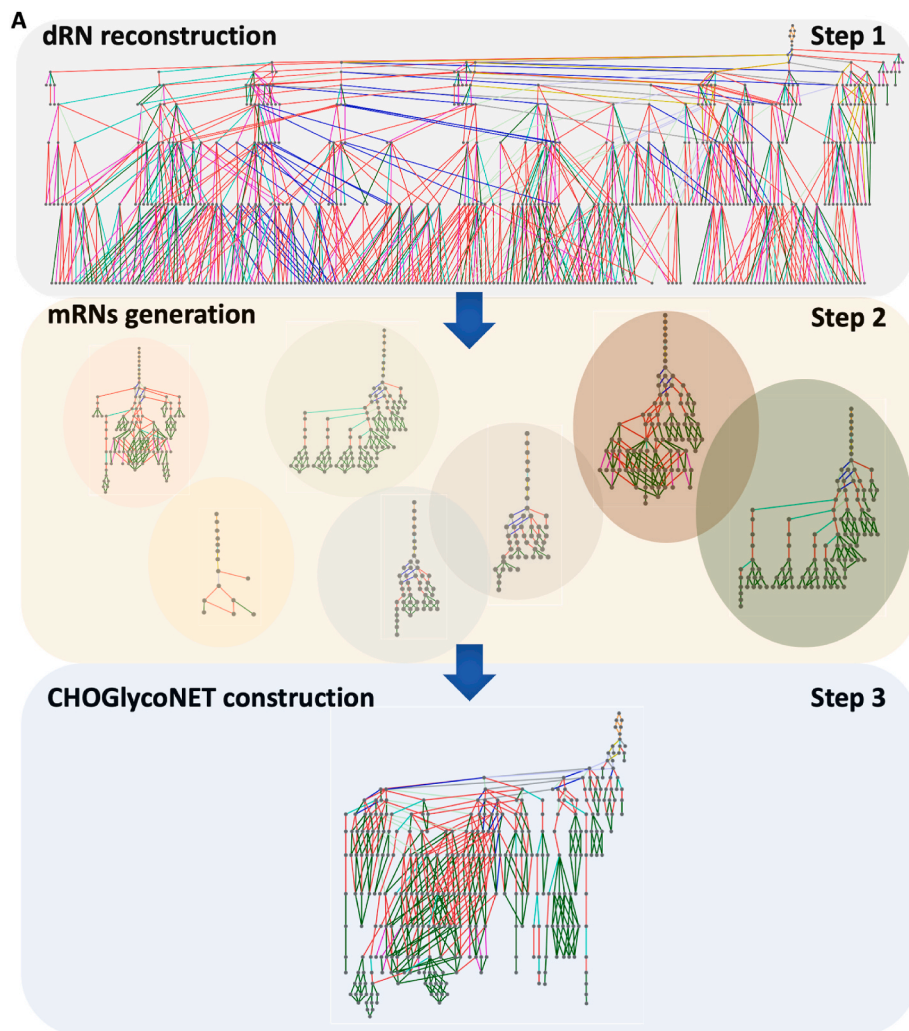 A
dRN reconstruction
Step 1
mRNs generation
Step 2
CHOGlycoNET construction
Step 3